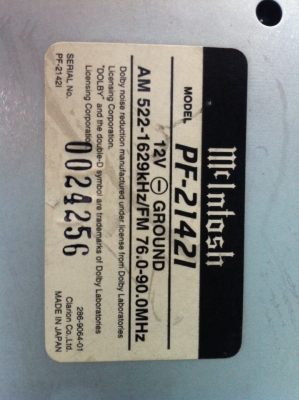 McIntosh
MODEL PF-2142I
12V ⊖ GROUND
AM 522-1629kHz/FM 76.0-90.0MHz
Dolby noise reduction manufactured under license from Dolby Laboratories
Licensing Corporation.
"DOLBY" and the double-D symbol are trademarks of Dolby Laboratories
Licensing Corporation.
SERIAL No.
PF-2142I
0024256
286-9064-01
Clarion Co.,Ltd.
MADE IN JAPAN